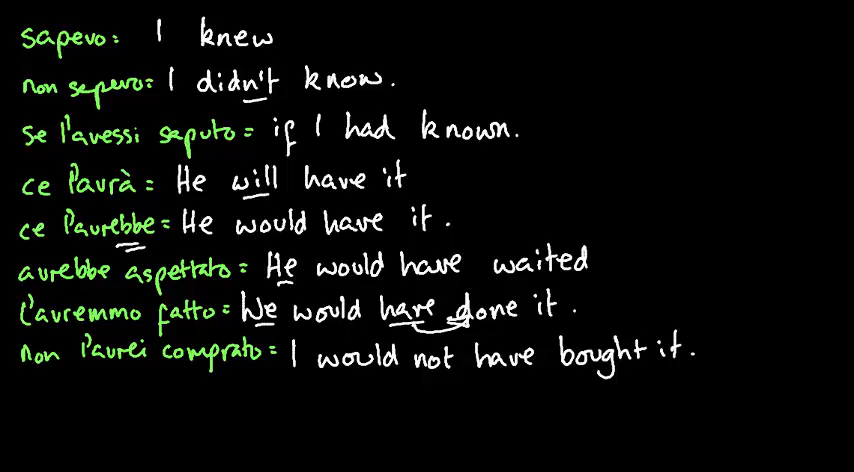 sapevo: I knew
non sapevo= I didn't know.
se l'avessi saputo = if I had known.
ce l'avrà = He will have it
ce l'avrebbe = He would have it.
avrebbe aspettato = He would have waited
l'avremmo fatto = We would have done it.
non l'avrei comprato = I would not have bought it.